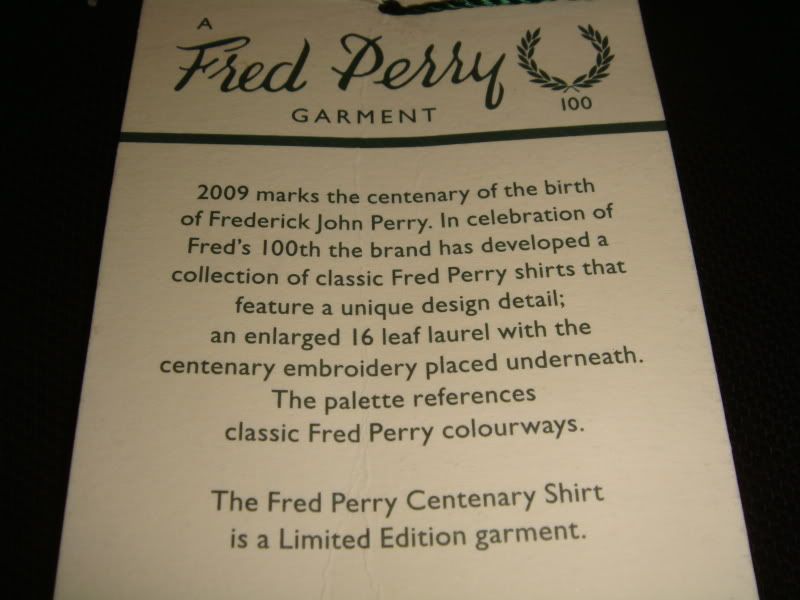 A
Fred Perry
GARMENT
100
2009 marks the centenary of the birth
of Frederick John Perry. In celebration of
Fred's 100th the brand has developed a
collection of classic Fred Perry shirts that
feature a unique design detail;
an enlarged 16 leaf laurel with the
centenary embroidery placed underneath.
The palette references
classic Fred Perry colourways.
The Fred Perry Centenary Shirt
is a Limited Edition garment.